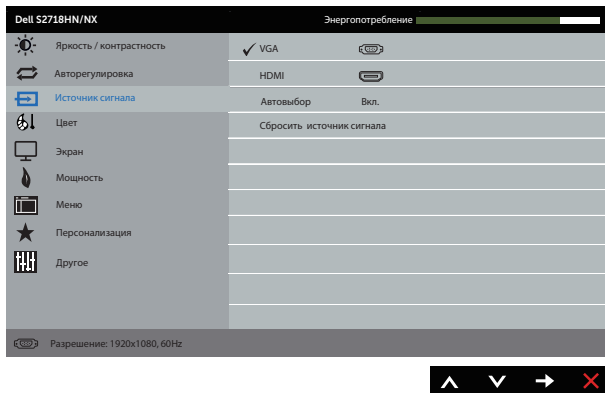 Dell S2718HN/NX Энергопотребление
Яркость / контрастность
Авторегулировка
Источник сигнала
Цвет
Экран
Мощность
Меню
Персонализация
Другое
VGA
HDMI
Автовыбор Вкл.
Сбросить источник сигнала
Разрешение: 1920x1080, 60Hz